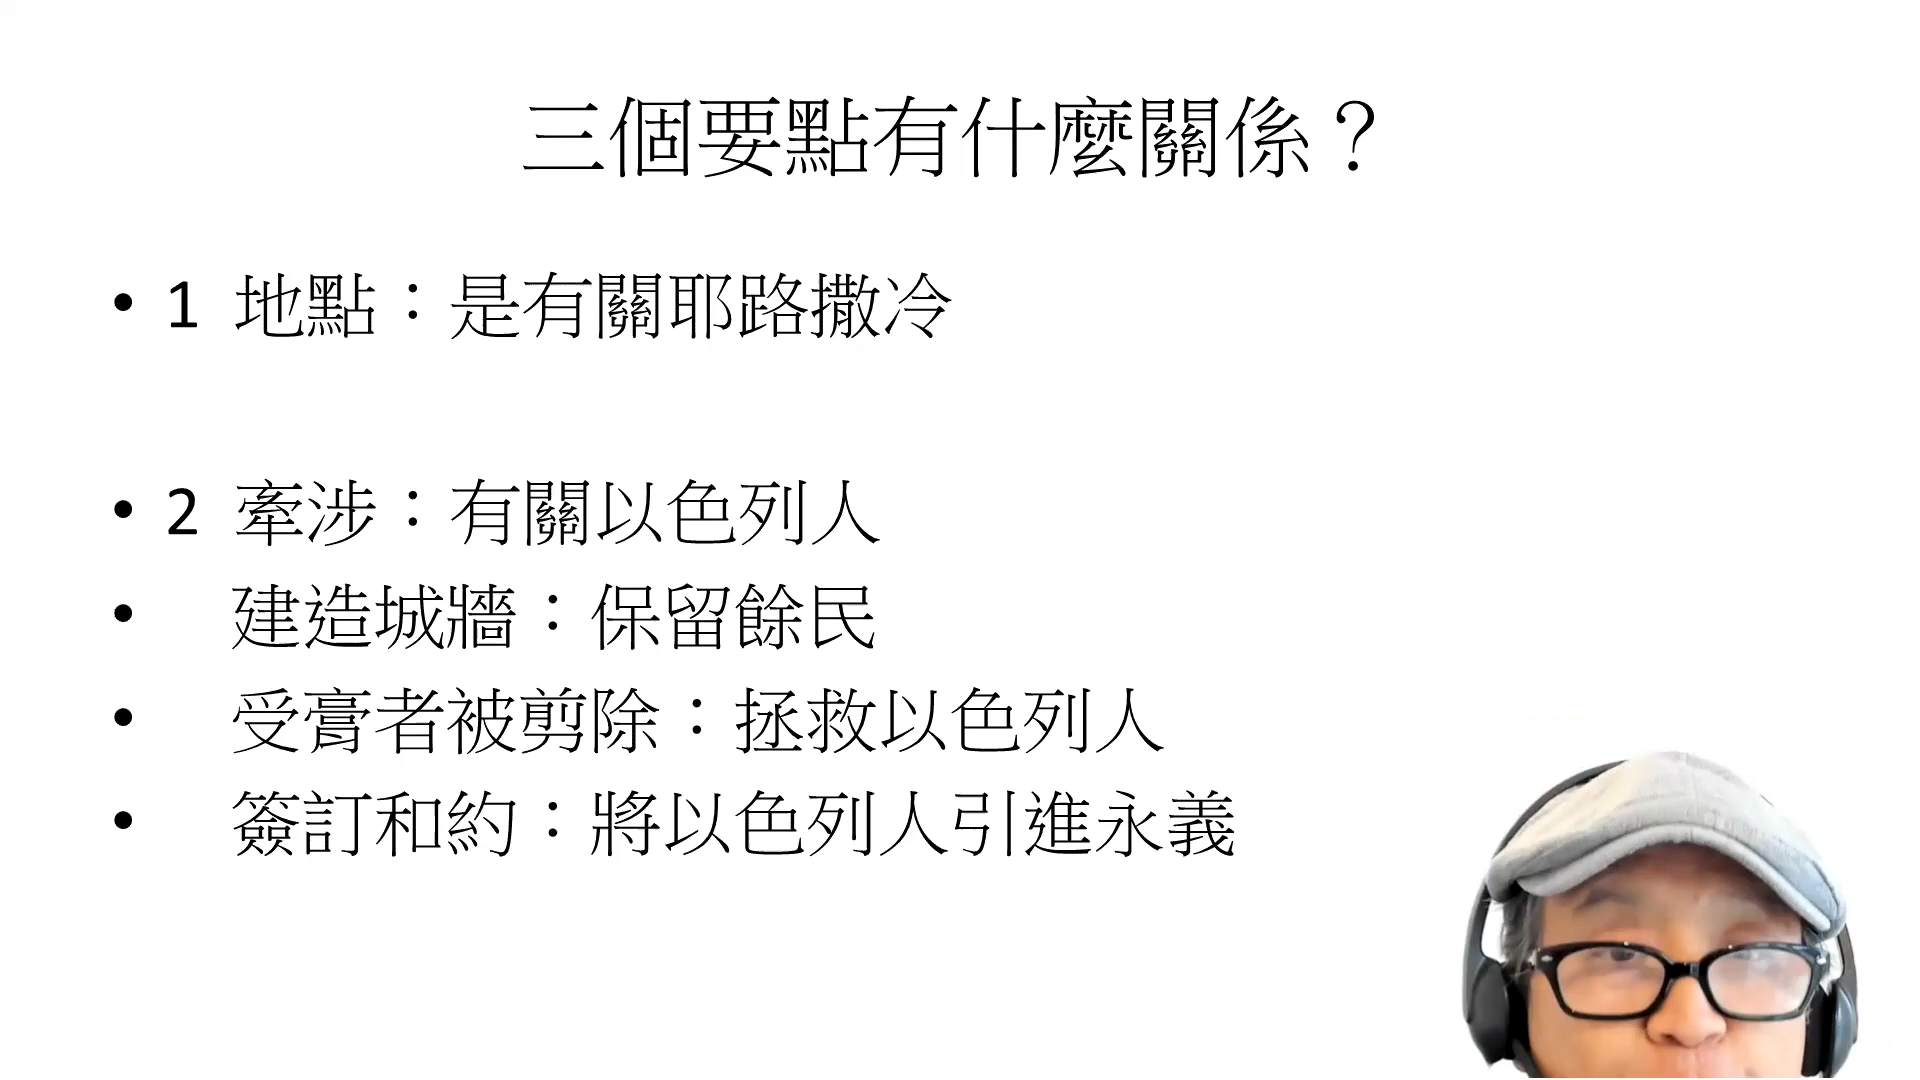 三個要點有什麼關係？
• 1 地點：是有關耶路撒冷
• 2 牽涉：有關以色列人
• 建造城牆：保留餘民
• 受膏者被剪除：拯救以色列人
• 簽訂和約：將以色列人引進永義